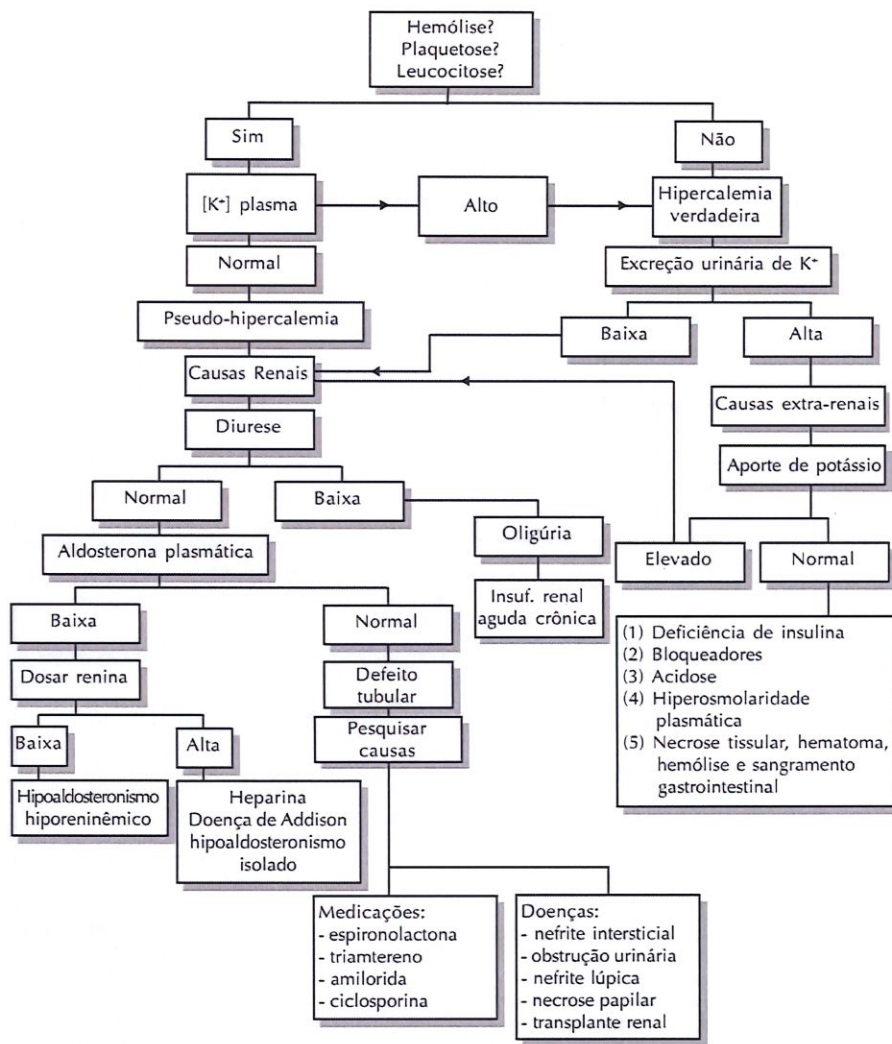 Hemólise?
Plaquetose?
Leucocitose?
Sim
Não
[K⁺] plasma
Alto
Hipercalemia
verdadeira
Normal
Excreção urinária de K⁺
Pseudo-hipercalemia
Baixa
Alta
Causas Renais
Causas extra-renais
Diurese
Aporte de potássio
Normal
Baixa
Oligúria
Elevado
Normal
Aldosterona plasmática
Insuf. renal
aguda crônica
Baixa
Normal
(1) Deficiência de insulina
(2) Bloqueadores
(3) Acidose
(4) Hiperosmolaridade
plasmática
(5) Necrose tissular, hematoma,
hemólise e sangramento
gastrointestinal
Dosar renina
Defeito
tubular
Pesquisar
causas
Baixa
Alta
Hipoaldosteronismo
hiporeninêmico
Heparina
Doença de Addison
hipoaldosteronismo
isolado
Medicações:
- espironolactona
- triamtereno
- amilorida
- ciclosporina
Doenças:
- nefrite intersticial
- obstrução urinária
- nefrite lúpica
- necrose papilar
- transplante renal